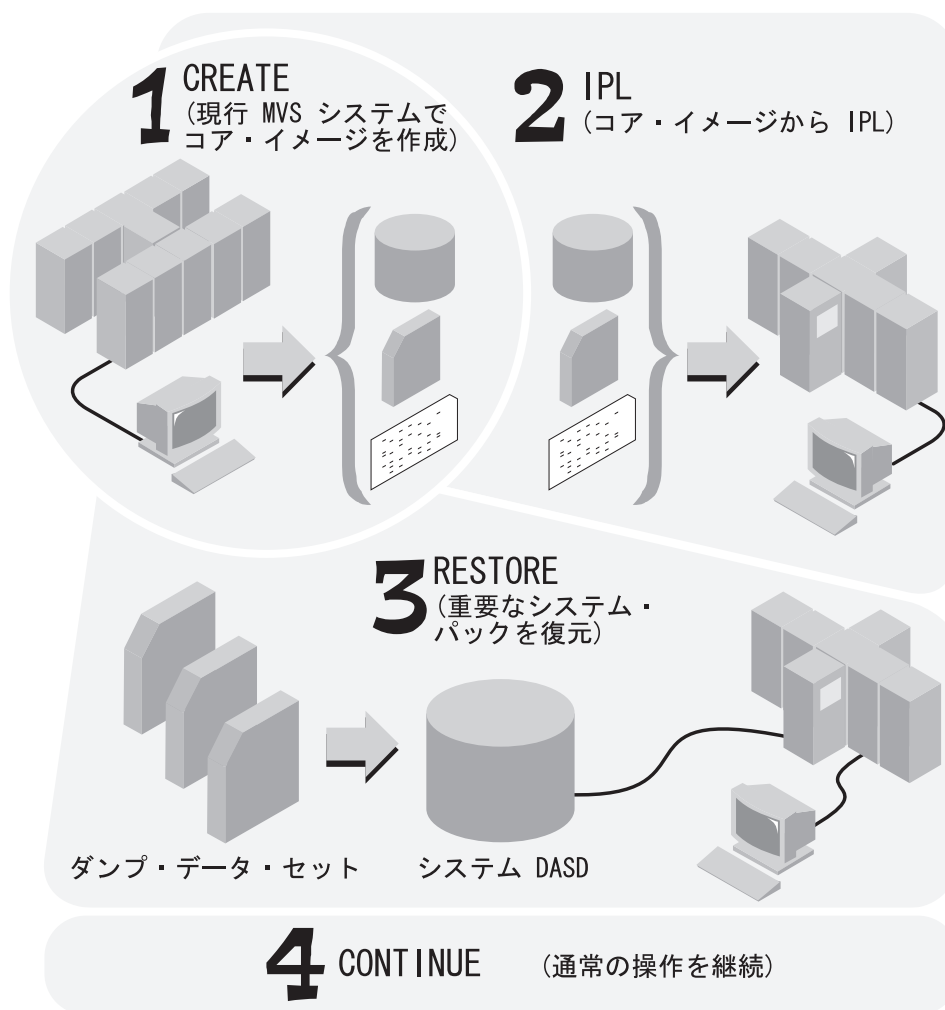 1 CREATE
(現行 MVS システムで
コア・イメージを作成)
2 IPL
(コア・イメージから IPL)
3 RESTORE
(重要なシステム・
パックを復元)
ダンプ・データ・セット
システム DASD
4 CONTINUE (通常の操作を継続)